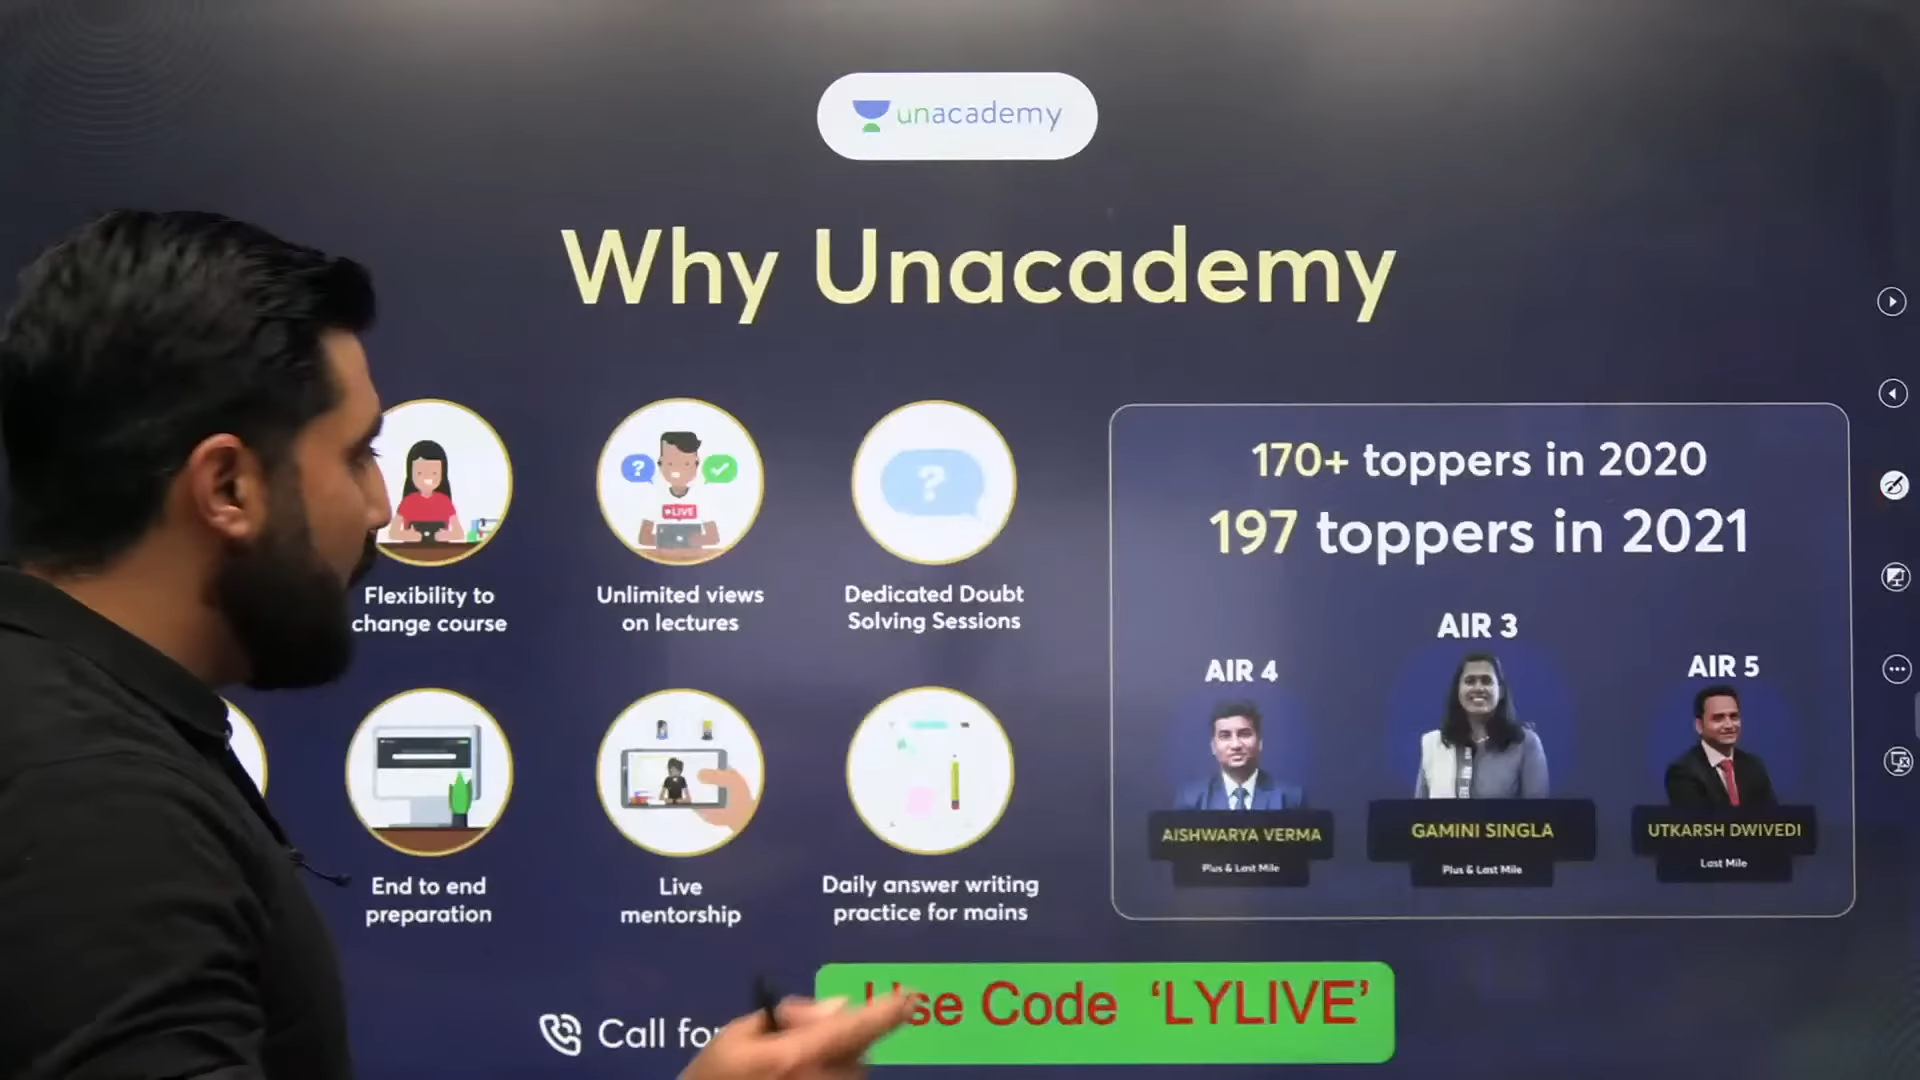 unacademy
Why Unacademy
?
LIVE
?
Flexibility to
change course
Unlimited views
on lectures
Dedicated Doubt
Solving Sessions
End to end
preparation
Live
mentorship
Daily answer writing
practice for mains
170+ toppers in 2020
197 toppers in 2021
AIR 4
AIR 3
AIR 5
AISHWARYA VERMA
Plus & Last Mile
GAMINI SINGLA
Plus & Last Mile
UTKARSH DWIVEDI
Last Mile
Call for
Use Code 'LYLIVE'